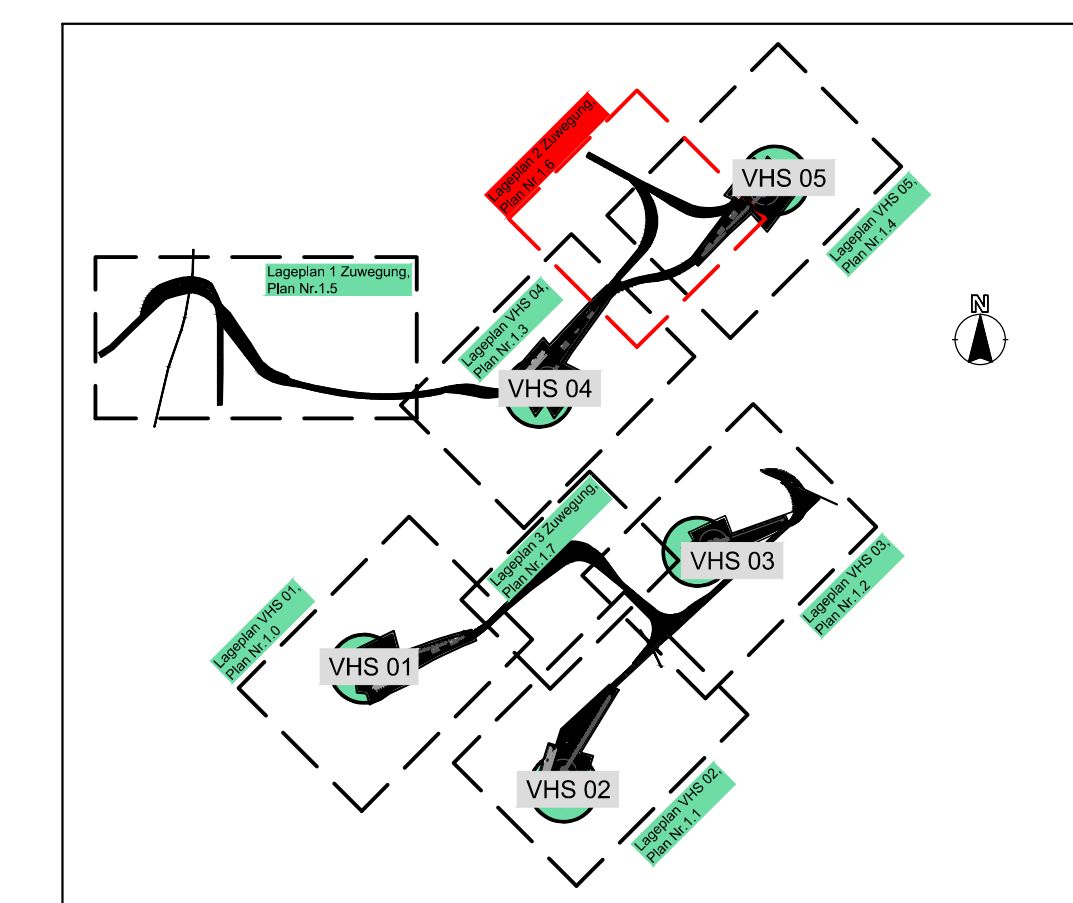 Lageplan 2 Zuwegung,
Plan Nr.1.6
VHS 05
Lageplan VHS 05,
Plan Nr.1.4
Lageplan 1 Zuwegung,
Plan Nr.1.5
Lageplan VHS 04,
Plan Nr.1.3
N
VHS 04
Lageplan 3 Zuwegung,
Plan Nr.1.7
VHS 03
Lageplan VHS 03,
Plan Nr.1.2
Lageplan VHS 01,
Plan Nr.1.0
VHS 01
VHS 02
Lageplan VHS 02,
Plan Nr.1.1